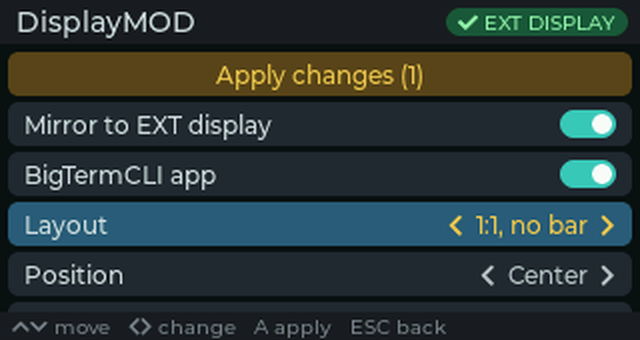 DisplayMOD
✓ EXT DISPLAY
Apply changes (1)
Mirror to EXT display
BigTermCLI app
Layout < 1:1, no bar >
Position < Center >
move <> change A apply ESC back